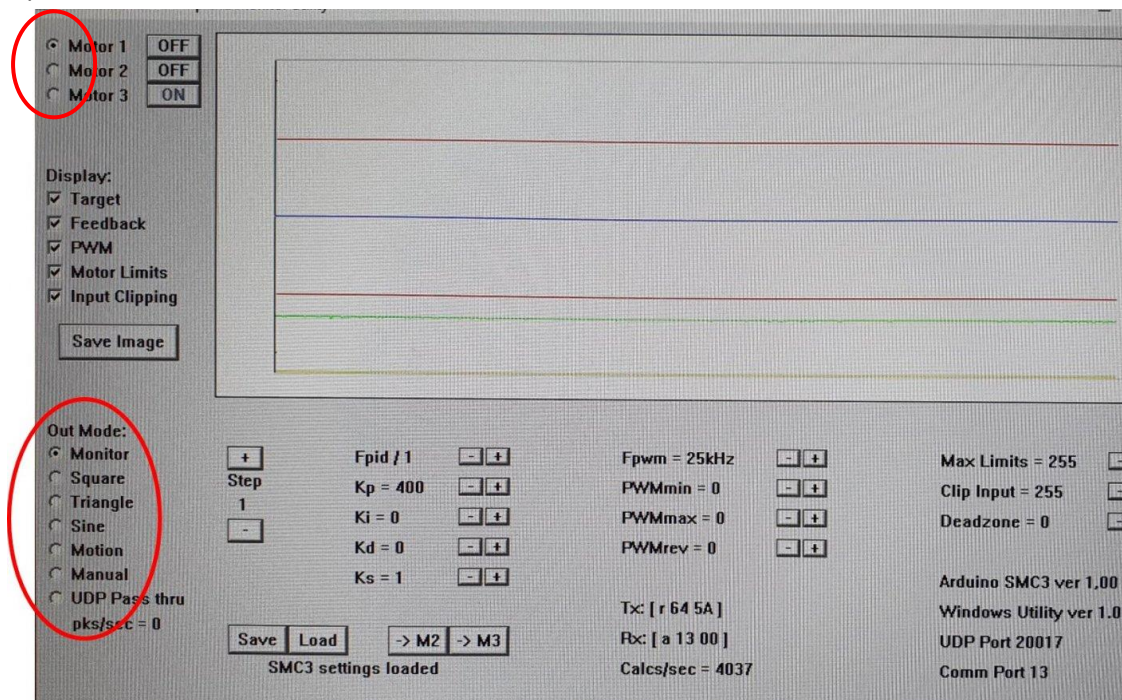 Motor 1 OFF
Motor 2 OFF
Motor 3 ON
Display:
Target
Feedback
PWM
Motor Limits
Input Clipping
Save Image
Out Mode:
Monitor
Square
Triangle
Sine
Motion
Manual
UDP Pass thru
pks/sec = 0
+
Step
1
-
Fpid / 1 - +
Kp = 400 - +
Ki = 0 - +
Kd = 0 - +
Ks = 1 - +
Save Load -> M2 -> M3
SMC3 settings loaded
Fpwm = 25kHz - +
PWMmin = 0 - +
PWMmax = 0 - +
PWMrev = 0 - +
Tx: [ r 64 5A ]
Rx: [ a 13 00 ]
Calcs/sec = 4037
Max Limits = 255 -
Clip Input = 255 -
Deadzone = 0 -
Arduino SMC3 ver 1,00
Windows Utility ver 1.0
UDP Port 20017
Comm Port 13